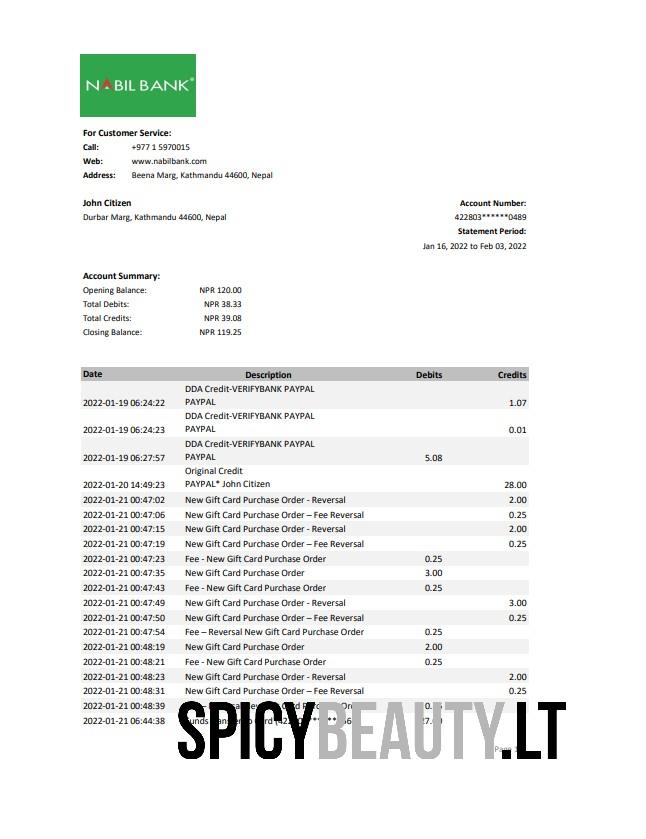 NABIL BANK
For Customer Service:
Call: +977 1 5970015
Web: www.nabilbank.com
Address: Beena Marg, Kathmandu 44600, Nepal
John Citizen Account Number:
Durbar Marg, Kathmandu 44600, Nepal 422803******0489
Statement Period:
Jan 16, 2022 to Feb 03, 2022
Account Summary:
Opening Balance: NPR 120.00
Total Debits: NPR 38.33
Total Credits: NPR 39.08
Closing Balance: NPR 119.25
Date Description Debits Credits
DDA Credit-VERIFYBANK PAYPAL
2022-01-19 06:24:22 PAYPAL 1.07
DDA Credit-VERIFYBANK PAYPAL
2022-01-19 06:24:23 PAYPAL 0.01
DDA Credit-VERIFYBANK PAYPAL
2022-01-19 06:27:57 PAYPAL 5.08
Original Credit
2022-01-20 14:49:23 PAYPAL* John Citizen 28.00
2022-01-21 00:47:02 New Gift Card Purchase Order - Reversal 2.00
2022-01-21 00:47:06 New Gift Card Purchase Order – Fee Reversal 0.25
2022-01-21 00:47:15 New Gift Card Purchase Order - Reversal 2.00
2022-01-21 00:47:19 New Gift Card Purchase Order – Fee Reversal 0.25
2022-01-21 00:47:23 Fee - New Gift Card Purchase Order 0.25
2022-01-21 00:47:35 New Gift Card Purchase Order 3.00
2022-01-21 00:47:43 Fee - New Gift Card Purchase Order 0.25
2022-01-21 00:47:49 New Gift Card Purchase Order - Reversal 3.00
2022-01-21 00:47:50 New Gift Card Purchase Order – Fee Reversal 0.25
2022-01-21 00:47:54 Fee – Reversal New Gift Card Purchase Order 0.25
2022-01-21 00:48:19 New Gift Card Purchase Order 2.00
2022-01-21 00:48:21 Fee - New Gift Card Purchase Order 0.25
2022-01-21 00:48:23 New Gift Card Purchase Order - Reversal 2.00
2022-01-21 00:48:31 New Gift Card Purchase Order – Fee Reversal 0.25
2022-01-21 00:48:39
2022-01-21 06:44:38
SPICYBEAUTY.LT